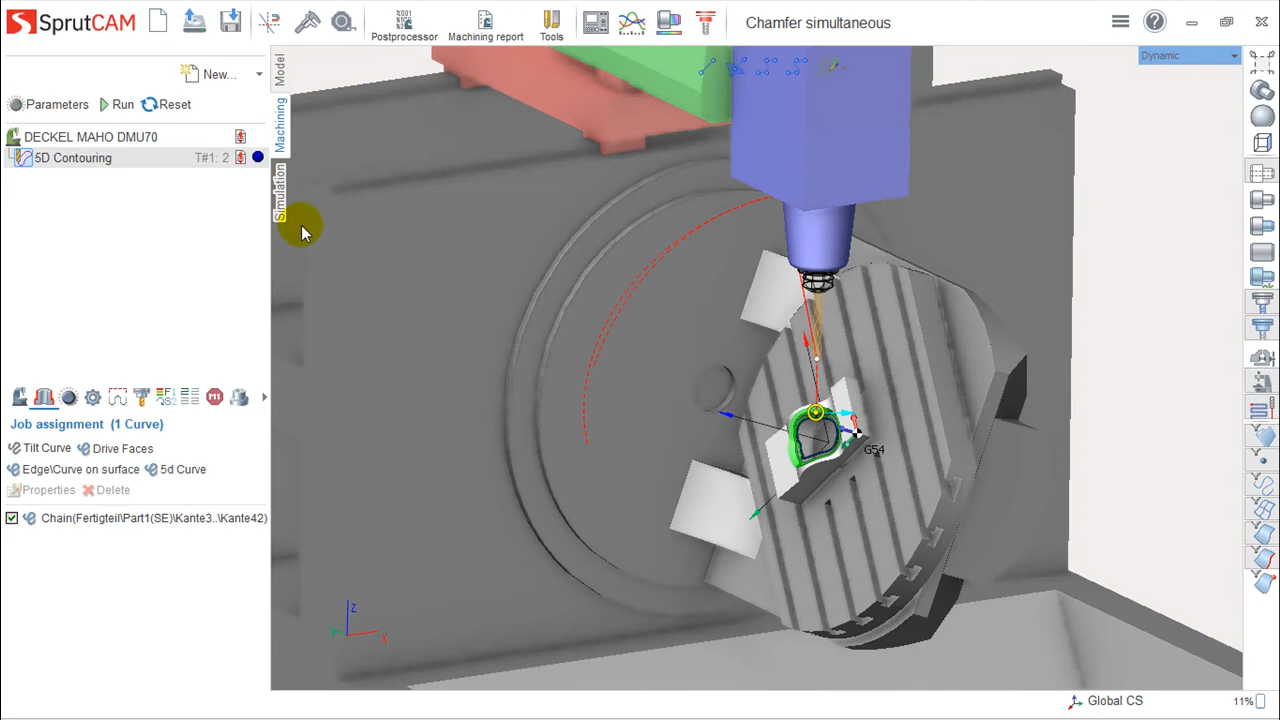 SprutCAM
Postprocessor
Machining report
Tools
Chamfer simultaneous
New...
Dynamic
Parameters
Run
Reset
Model
Machining
Simulation
DECKEL MAHO DMU70
5D Contouring
T#1: 2
Job assignment (1 Curve)
Tilt Curve
Drive Faces
Edge\Curve on surface
5d Curve
Properties
Delete
Chain(Fertigteil\Part1(SE)\Kante3..\Kante42)
G54
Z
X
Global CS
11%